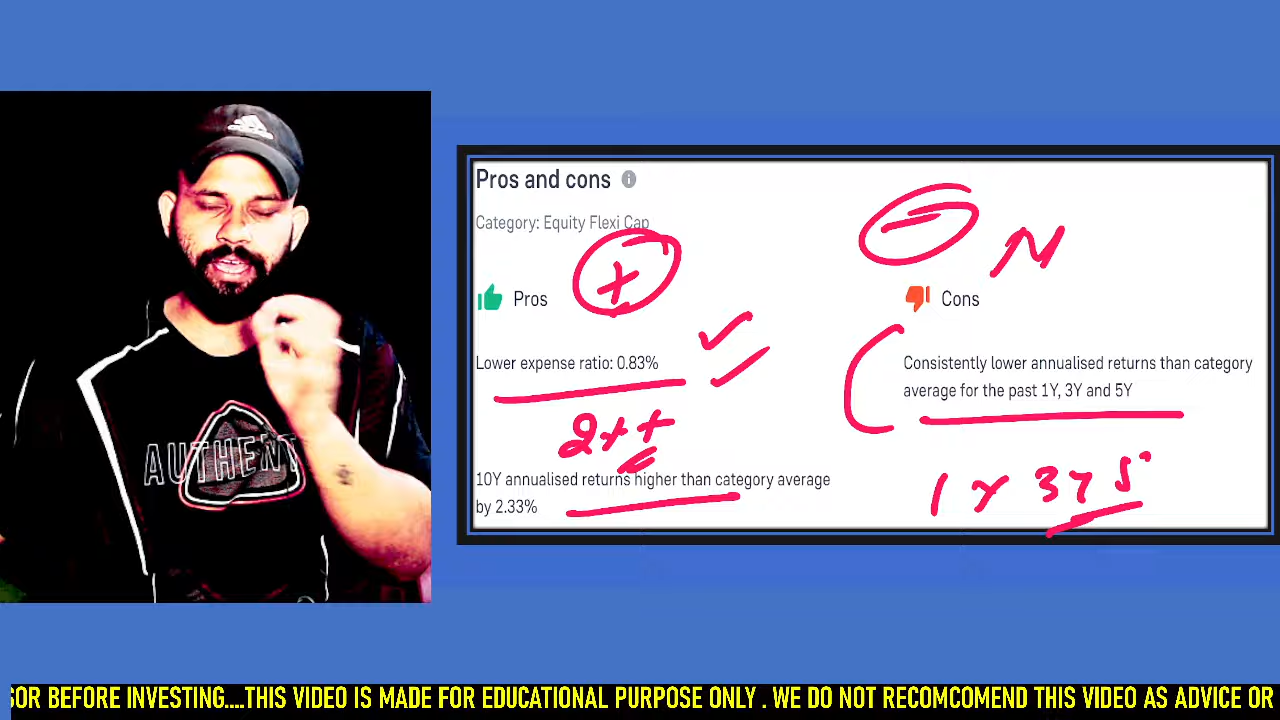 AUTHENT
Pros and cons
Category: Equity Flexi Cap
+
−
N
Pros
Cons
Lower expense ratio: 0.83%
Consistently lower annualised returns than category
average for the past 1Y, 3Y and 5Y
10Y annualised returns higher than category average
by 2.33%
1Y 3Y 5
SOR BEFORE INVESTING....THIS VIDEO IS MADE FOR EDUCATIONAL PURPOSE ONLY . WE DO NOT RECOMCOMEND THIS VIDEO AS ADVICE OR